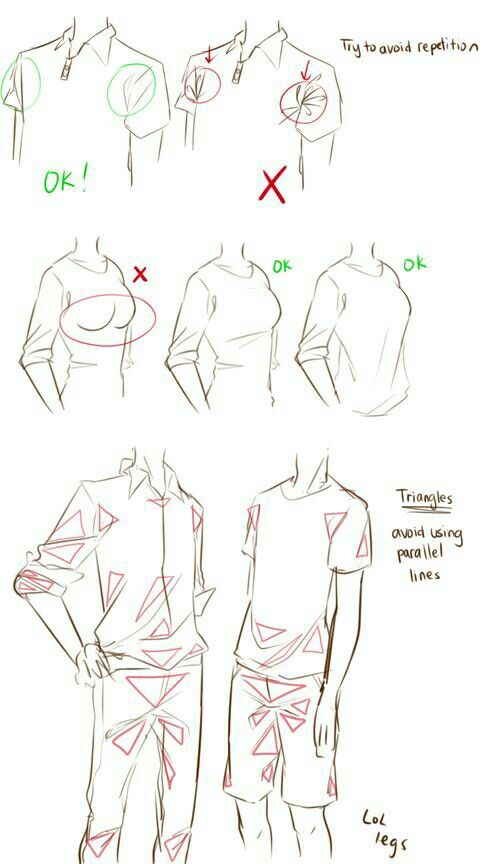 Try to avoid repetition
OK!
X
X
OK
OK
Triangles
avoid using
parallel
lines
LOL
legs